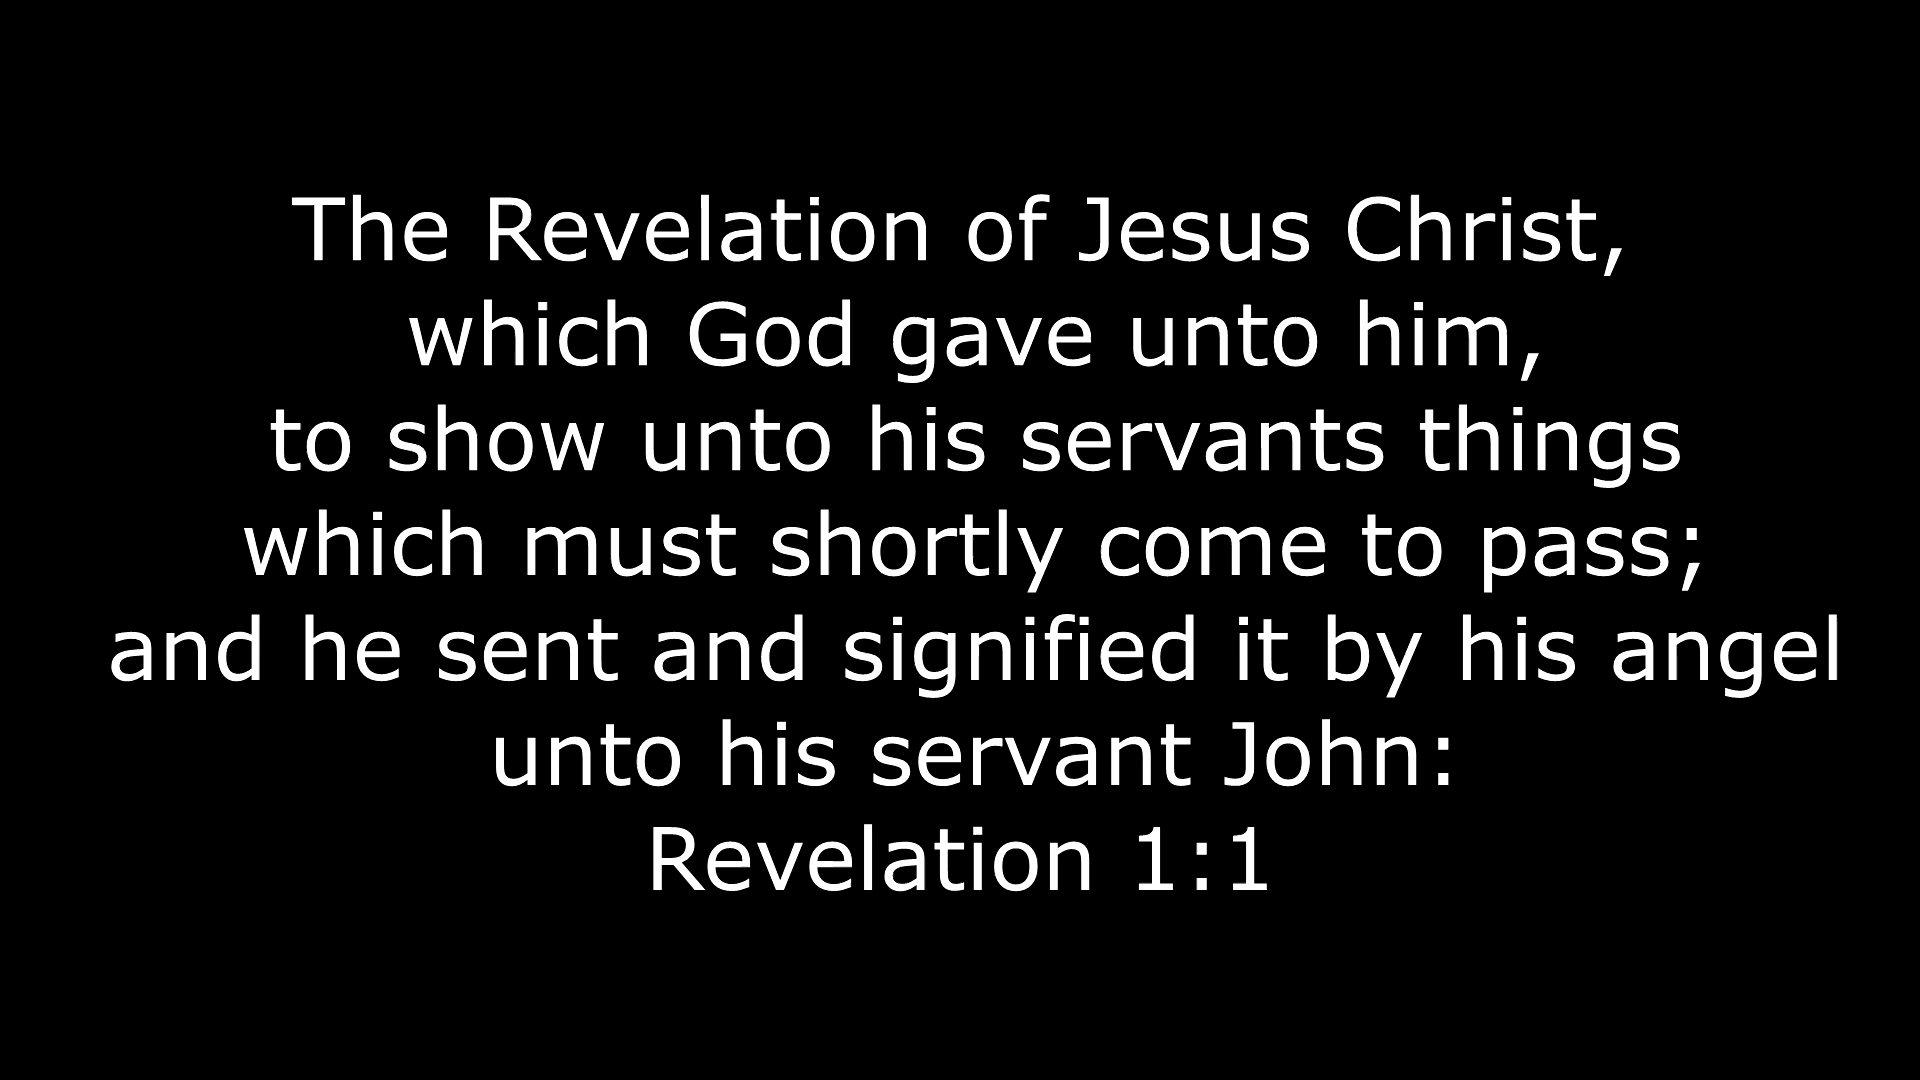 The Revelation of Jesus Christ,
which God gave unto him,
to show unto his servants things
which must shortly come to pass;
and he sent and signified it by his angel
unto his servant John:
Revelation 1:1